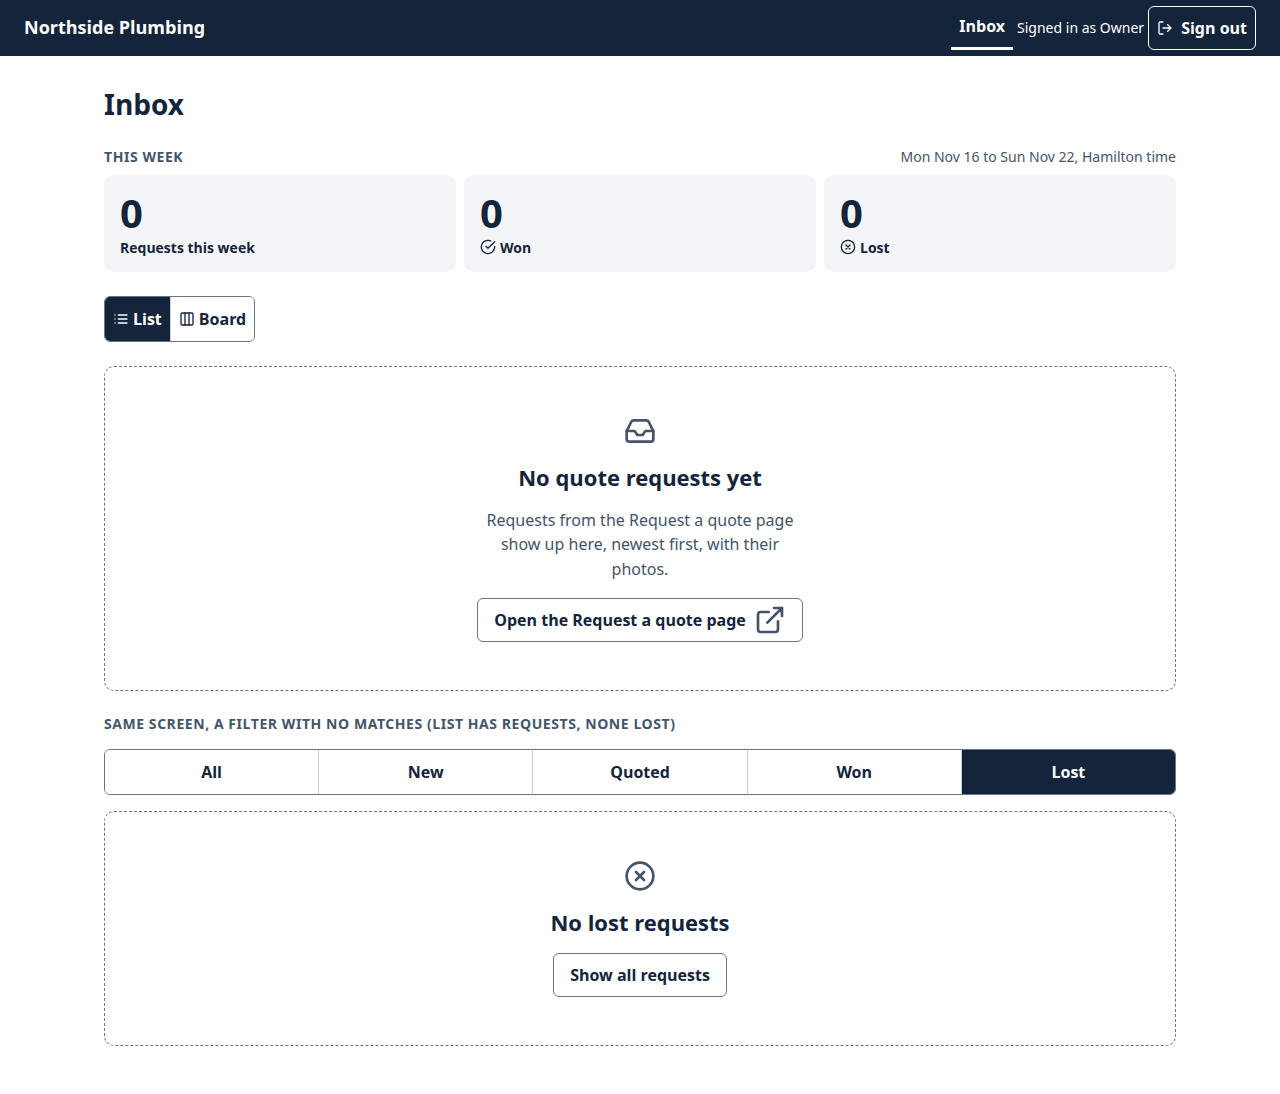 Northside Plumbing
Inbox
Signed in as Owner
Sign out
Inbox
THIS WEEK
Mon Nov 16 to Sun Nov 22, Hamilton time
0
Requests this week
0
Won
0
Lost
List
Board
No quote requests yet
Requests from the Request a quote page
show up here, newest first, with their
photos.
Open the Request a quote page
SAME SCREEN, A FILTER WITH NO MATCHES (LIST HAS REQUESTS, NONE LOST)
All
New
Quoted
Won
Lost
No lost requests
Show all requests